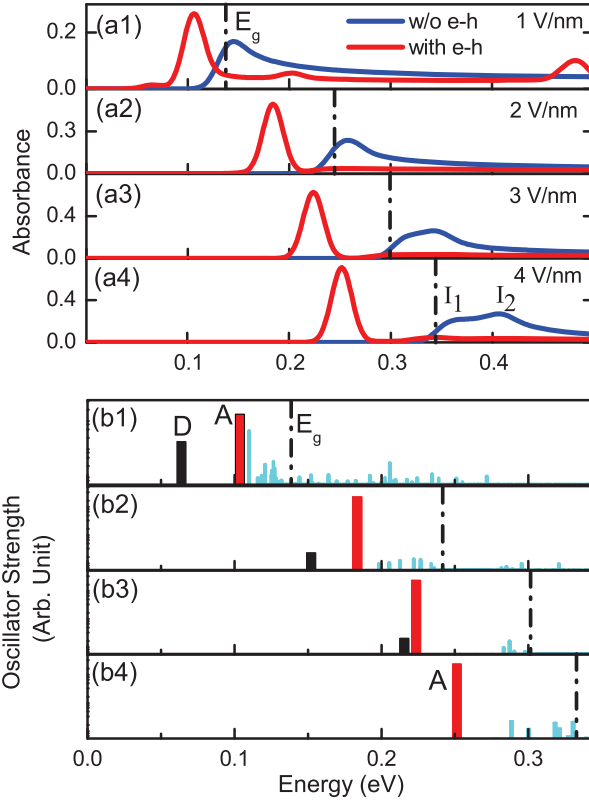 (a1) E_g w/o e-h 1 V/nm
with e-h
0.2
0.0
(a2) 2 V/nm
0.3
0.0
(a3) 3 V/nm
0.4
0.0
(a4) 4 V/nm
I_1 I_2
0.4
0.0
0.1 0.2 0.3 0.4
Absorbance
(b1) D A E_g
(b2)
(b3)
(b4) A
0.0 0.1 0.2 0.3
Energy (eV)
Oscillator Strength
(Arb. Unit)